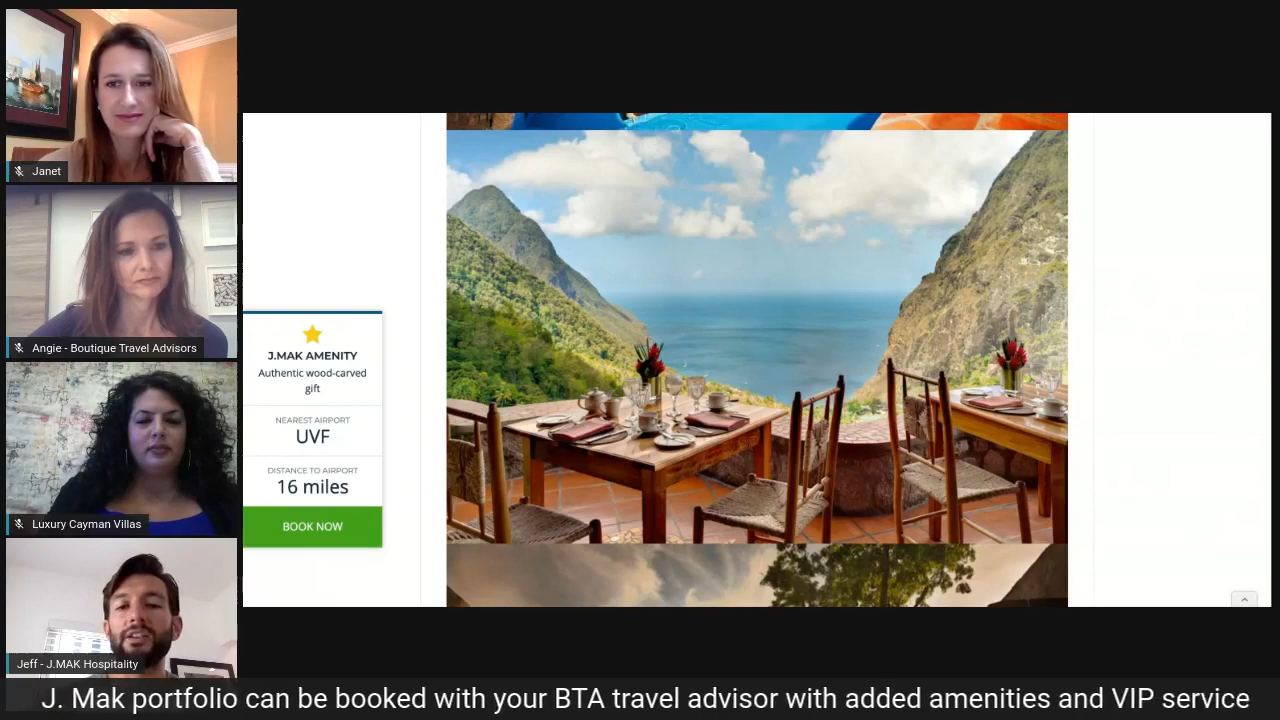 Janet
Angie - Boutique Travel Advisors
Luxury Cayman Villas
Jeff - J.MAK Hospitality
J.MAK AMENITY
Authentic wood-carved
gift
NEAREST AIRPORT
UVF
DISTANCE TO AIRPORT
16 miles
BOOK NOW
J. Mak portfolio can be booked with your BTA travel advisor with added amenities and VIP service